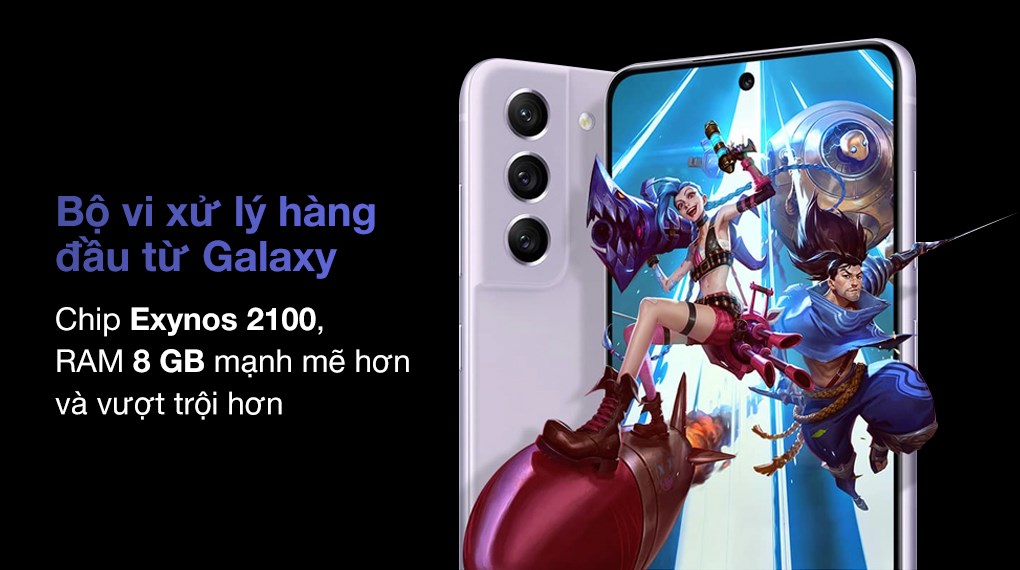 Bộ vi xử lý hàng
đầu từ Galaxy
Chip Exynos 2100,
RAM 8 GB mạnh mẽ hơn
và vượt trội hơn